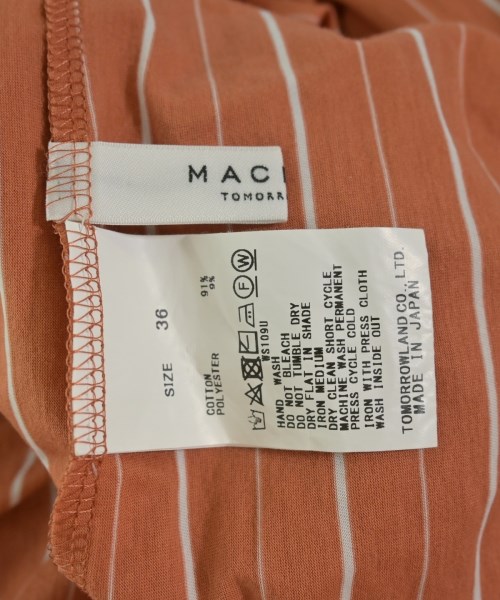 MAC
TOMORR
SIZE 36
COTTON 91%
POLYESTER 9%
WS109U
HAND WASH
DO NOT BLEACH
DO NOT TUMBLE DRY
DRY FLAT IN SHADE
IRON MEDIUM
DRY CLEAN SHORT CYCLE
MACHINE WASH PERMANENT
PRESS CYCLE COLD
IRON WITH PRESS CLOTH
WASH INSIDE OUT
TOMORROWLAND CO., LTD.
MADE IN JAPAN